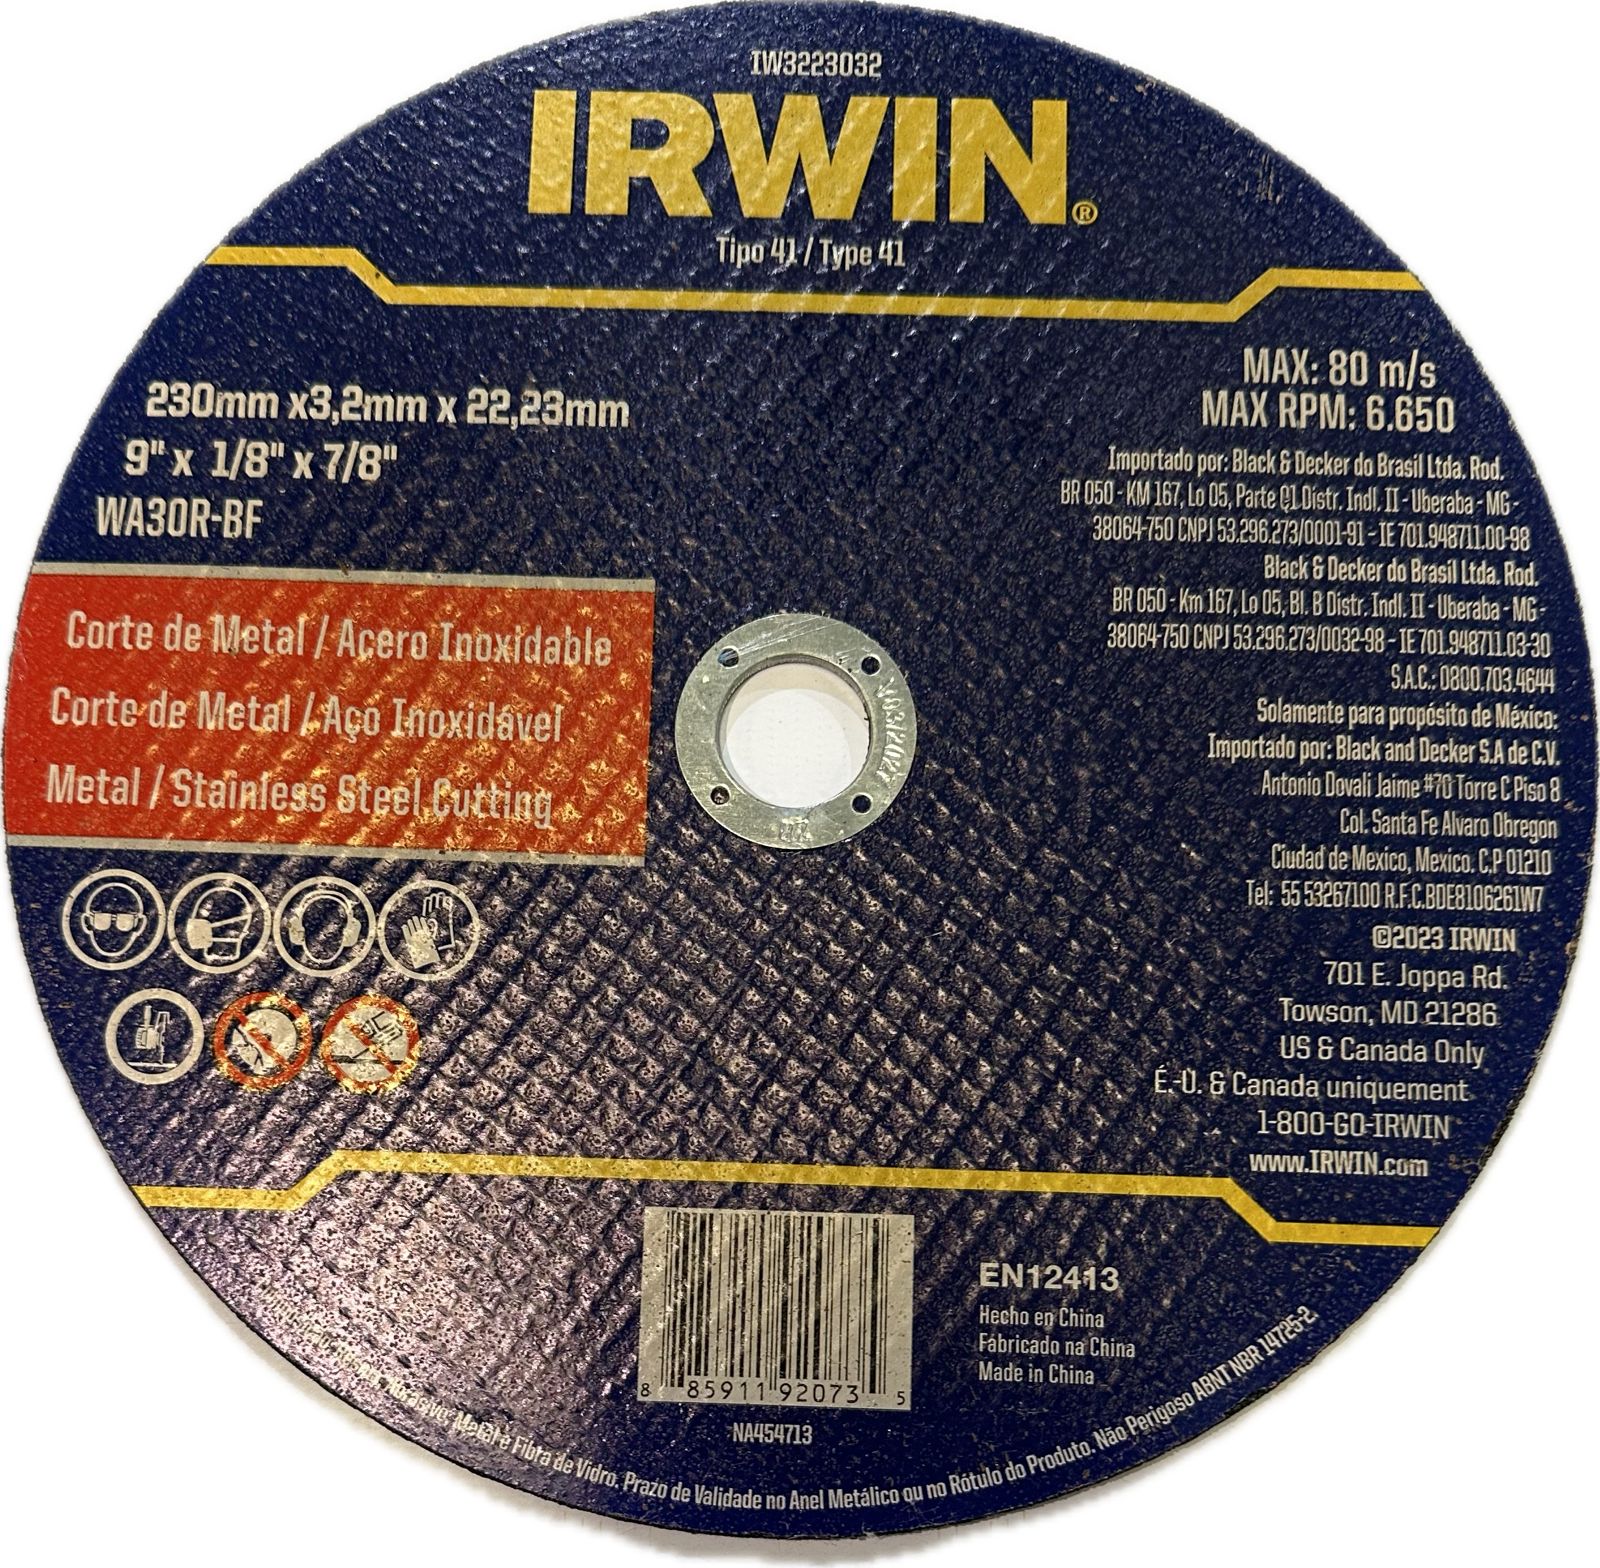 IW3223032
IRWIN®
Tipo 41 / Type 41
230mm x3,2mm x 22,23mm
9" x 1/8" x 7/8"
WA30R-BF
Corte de Metal / Acero Inoxidable
Corte de Metal / Aço Inoxidável
Metal / Stainless Steel Cutting
MAX: 80 m/s
MAX RPM: 6.650
Importado por: Black & Decker do Brasil Ltda. Rod.
BR 050 - KM 167, Lo 05, Parte Q1 Distr. Indl. II - Uberaba - MG -
38064-750 CNPJ 53.296.273/0001-91 - IE 701.948711.00-98
Black & Decker do Brasil Ltda. Rod.
BR 050 - Km 167, Lo 05, Bl. B Distr. Indl. II - Uberaba - MG -
38064-750 CNPJ 53.296.273/0032-98 - IE 701.948711.03-30
S.A.C.: 0800.703.4644
Solamente para propósito de México:
Importado por: Black and Decker S.A de C.V.
Antonio Dovali Jaime #70 Torre C Piso 8
Col. Santa Fe Alvaro Obregon
Ciudad de Mexico, Mexico. C.P 01210
Tel: 55 53267100 R.F.C.BDE8106261W7
©2023 IRWIN
701 E. Joppa Rd.
Towson, MD 21286
US & Canada Only
É.-U. & Canada uniquement
1-800-GO-IRWIN
www.IRWIN.com
8 85911 92073 5
NA454713
EN12413
Hecho en China
Fabricado na China
Made in China
Abrasivo, Metal e Fibra de Vidro. Prazo de Validade no Anel Metálico ou no Rótulo do Produto. Não Perigoso ABNT NBR 14725-2.